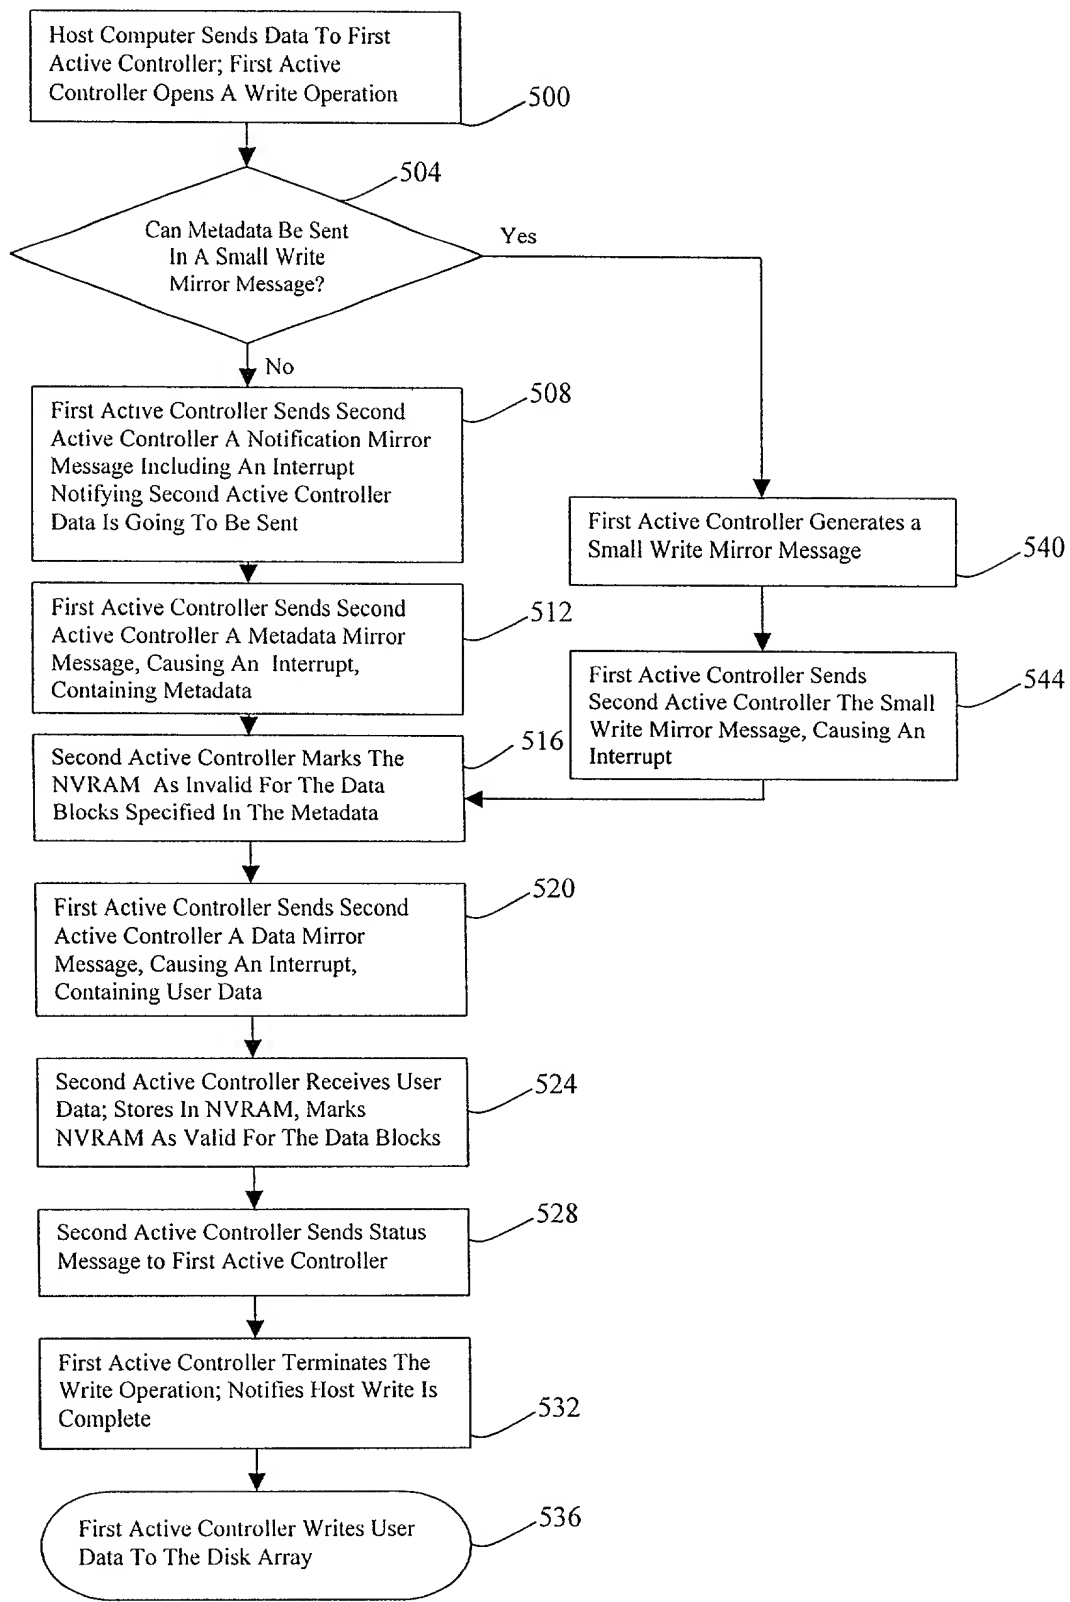 Host Computer Sends Data To First
Active Controller; First Active
Controller Opens A Write Operation
500
504
Can Metadata Be Sent
In A Small Write
Mirror Message?
Yes
No
First Active Controller Sends Second
Active Controller A Notification Mirror
Message Including An Interrupt
Notifying Second Active Controller
Data Is Going To Be Sent
508
First Active Controller Generates a
Small Write Mirror Message
540
First Active Controller Sends Second
Active Controller A Metadata Mirror
Message, Causing An Interrupt,
Containing Metadata
512
First Active Controller Sends
Second Active Controller The Small
Write Mirror Message, Causing An
Interrupt
544
Second Active Controller Marks The
NVRAM As Invalid For The Data
Blocks Specified In The Metadata
516
First Active Controller Sends Second
Active Controller A Data Mirror
Message, Causing An Interrupt,
Containing User Data
520
Second Active Controller Receives User
Data; Stores In NVRAM, Marks
NVRAM As Valid For The Data Blocks
524
Second Active Controller Sends Status
Message to First Active Controller
528
First Active Controller Terminates The
Write Operation; Notifies Host Write Is
Complete
532
First Active Controller Writes User
Data To The Disk Array
536